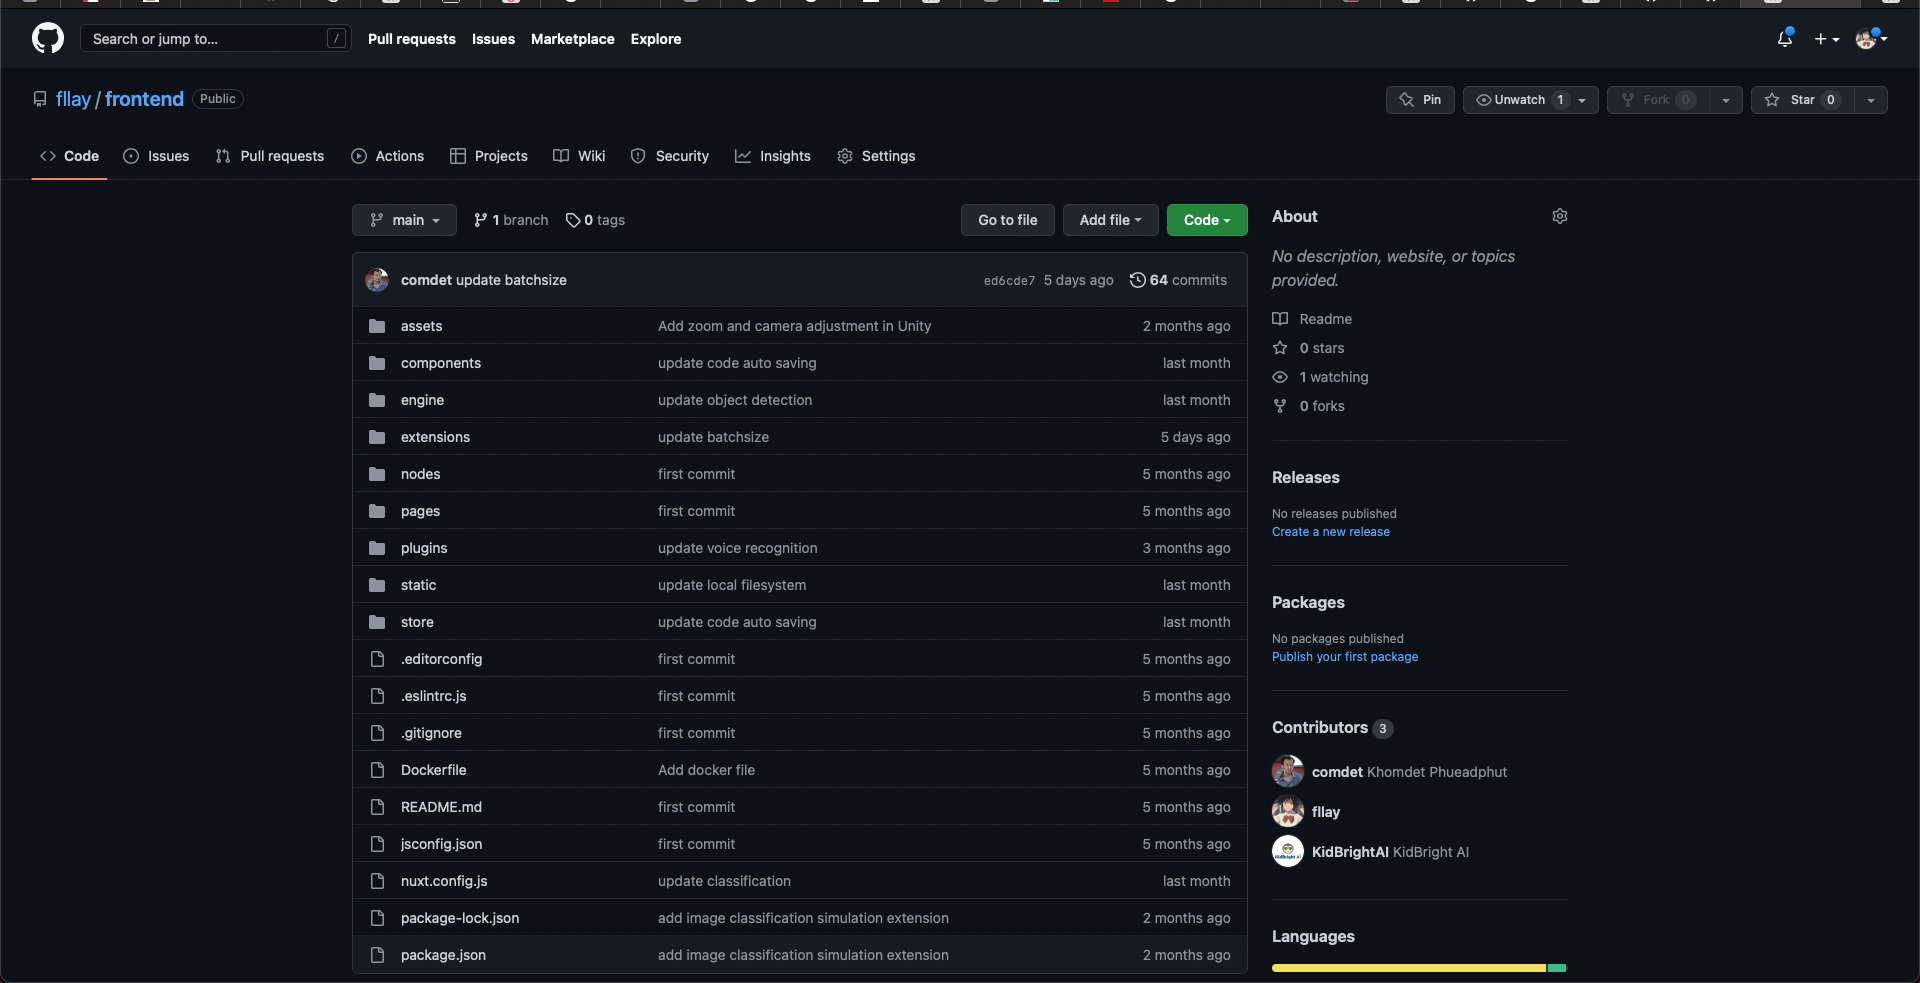 Search or jump to... /
Pull requests Issues Marketplace Explore
fllay / frontend Public
Pin Unwatch 1 Fork 0 Star 0
Code Issues Pull requests Actions Projects Wiki Security Insights Settings
main 1 branch 0 tags Go to file Add file Code
comdet update batchsize ed6cde7 5 days ago 64 commits
assets Add zoom and camera adjustment in Unity 2 months ago
components update code auto saving last month
engine update object detection last month
extensions update batchsize 5 days ago
nodes first commit 5 months ago
pages first commit 5 months ago
plugins update voice recognition 3 months ago
static update local filesystem last month
store update code auto saving last month
.editorconfig first commit 5 months ago
.eslintrc.js first commit 5 months ago
.gitignore first commit 5 months ago
Dockerfile Add docker file 5 months ago
README.md first commit 5 months ago
jsconfig.json first commit 5 months ago
nuxt.config.js update classification last month
package-lock.json add image classification simulation extension 2 months ago
package.json add image classification simulation extension 2 months ago
About
No description, website, or topics
provided.
Readme
0 stars
1 watching
0 forks
Releases
No releases published
Create a new release
Packages
No packages published
Publish your first package
Contributors 3
comdet Khomdet Phueadphut
fllay
KidBrightAI KidBright AI
Languages